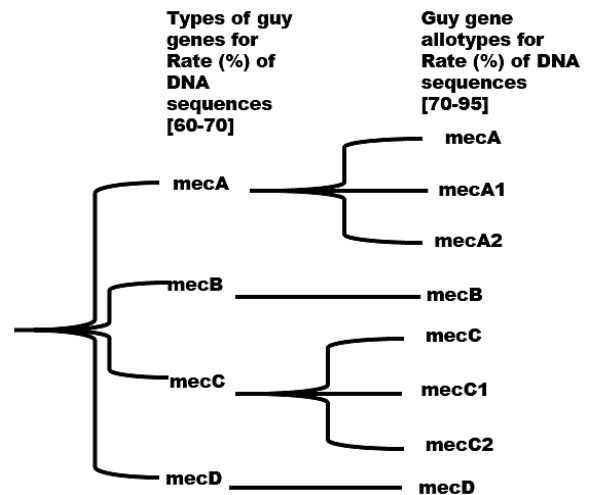 Types of guy
genes for
Rate (%) of
DNA
sequences
[60-70]
Guy gene
allotypes for
Rate (%) of DNA
sequences
[70-95]
mecA
mecA
mecA1
mecA2
mecB
mecB
mecC
mecC
mecC1
mecC2
mecD
mecD